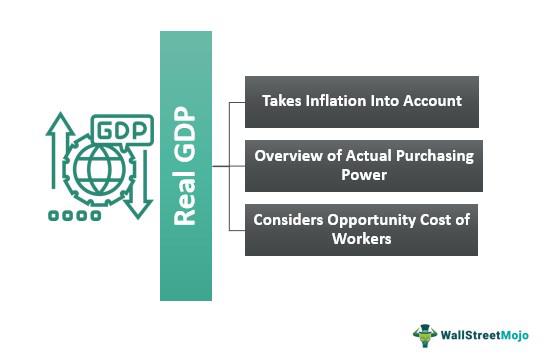 GDP
Real GDP
Takes Inflation Into Account
Overview of Actual Purchasing
Power
Considers Opportunity Cost of
Workers
WallStreetMojo